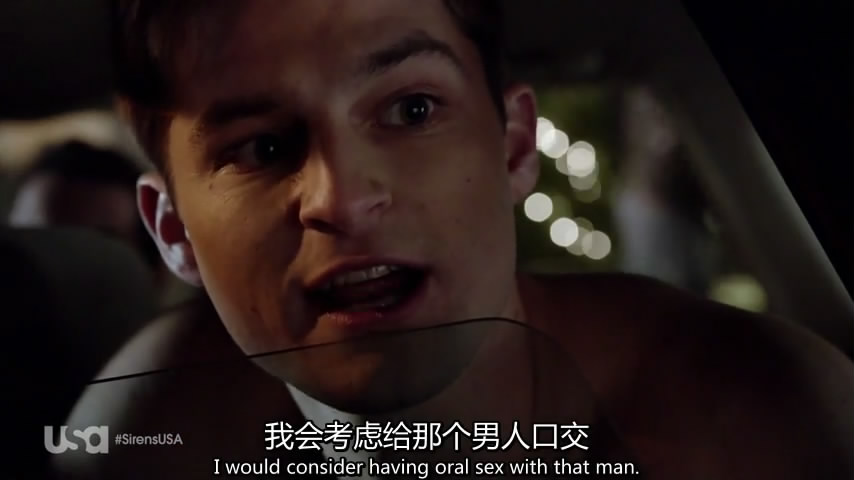 usa #SirensUSA
我会考虑给那个男人口交
I would consider having oral sex with that man.